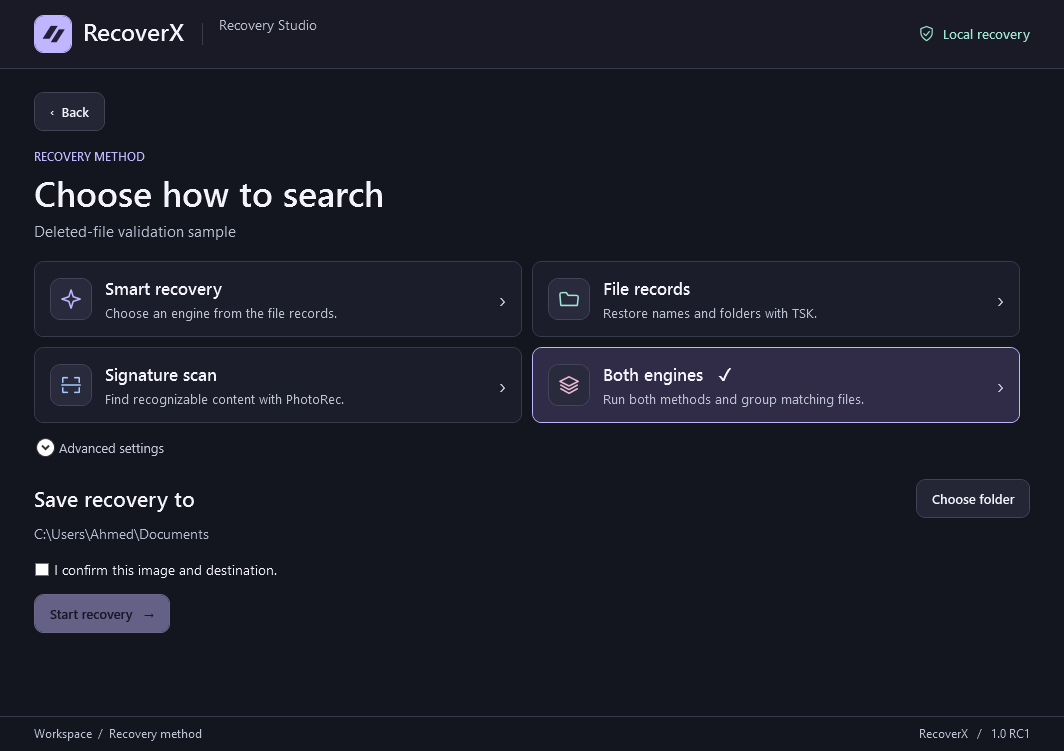 RecoverX
Recovery Studio
Local recovery
‹ Back
RECOVERY METHOD
Choose how to search
Deleted-file validation sample
Smart recovery
Choose an engine from the file records.
›
File records
Restore names and folders with TSK.
›
Signature scan
Find recognizable content with PhotoRec.
›
Both engines ✓
Run both methods and group matching files.
›
Advanced settings
Save recovery to
Choose folder
C:\Users\Ahmed\Documents
I confirm this image and destination.
Start recovery →
Workspace / Recovery method
RecoverX / 1.0 RC1